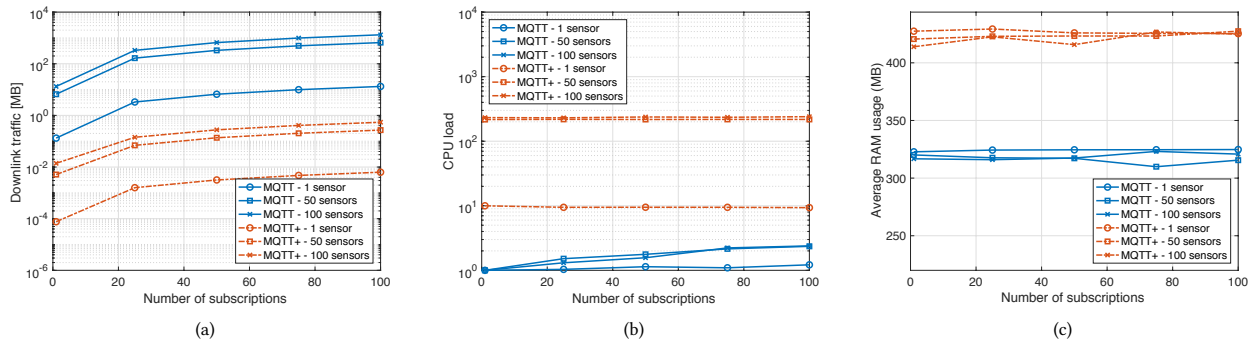 10^4
10^2
10^0
10^-2
10^-4
10^-6
Downlink traffic [MB]
MQTT - 1 sensor
MQTT - 50 sensors
MQTT - 100 sensors
MQTT+ - 1 sensor
MQTT+ - 50 sensors
MQTT+ - 100 sensors
0 20 40 60 80 100
Number of subscriptions
(a)
10^4
10^3
10^2
10^1
10^0
CPU load
MQTT - 1 sensor
MQTT - 50 sensors
MQTT - 100 sensors
MQTT+ - 1 sensor
MQTT+ - 50 sensors
MQTT+ - 100 sensors
0 20 40 60 80 100
Number of subscriptions
(b)
400
350
300
250
Average RAM usage (MB)
MQTT - 1 sensor
MQTT - 50 sensors
MQTT - 100 sensors
MQTT+ - 1 sensor
MQTT+ - 50 sensors
MQTT+ - 100 sensors
0 20 40 60 80 100
Number of subscriptions
(c)